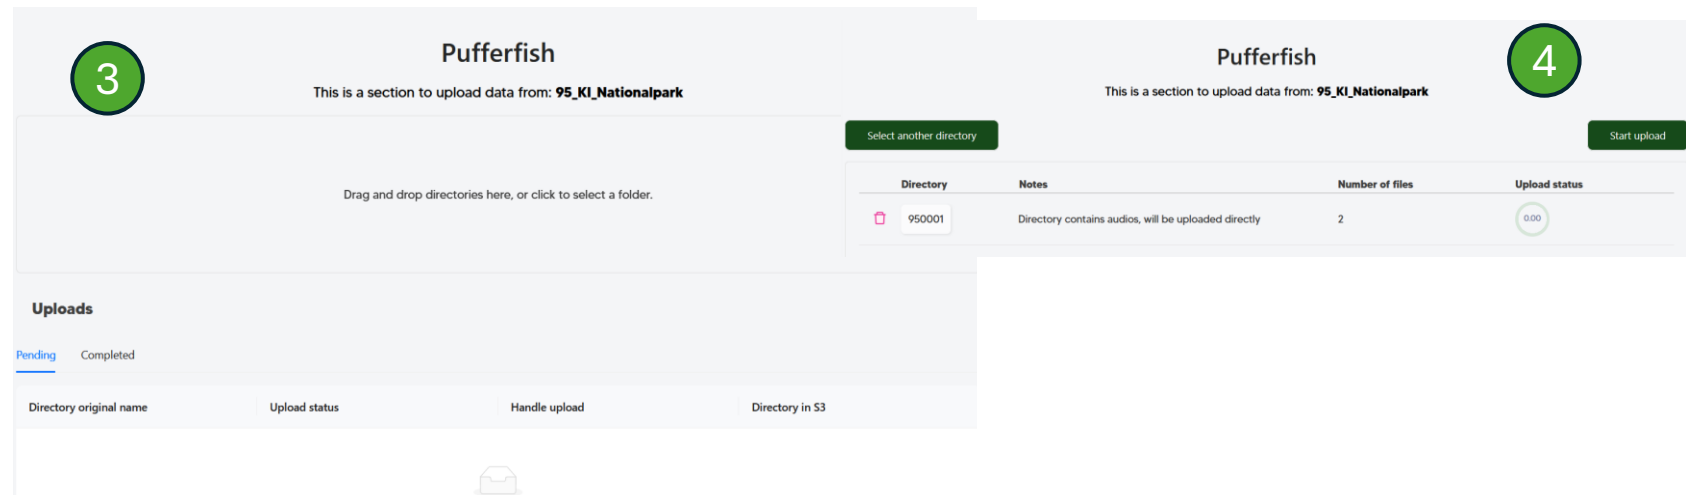 3
Pufferfish
This is a section to upload data from: 95_KI_Nationalpark
Drag and drop directories here, or click to select a folder.
Uploads
Pending Completed
Directory original name Upload status Handle upload Directory in S3
4
Pufferfish
This is a section to upload data from: 95_KI_Nationalpark
Select another directory Start upload
Directory Notes Number of files Upload status
950001 Directory contains audios, will be uploaded directly 2 0.00